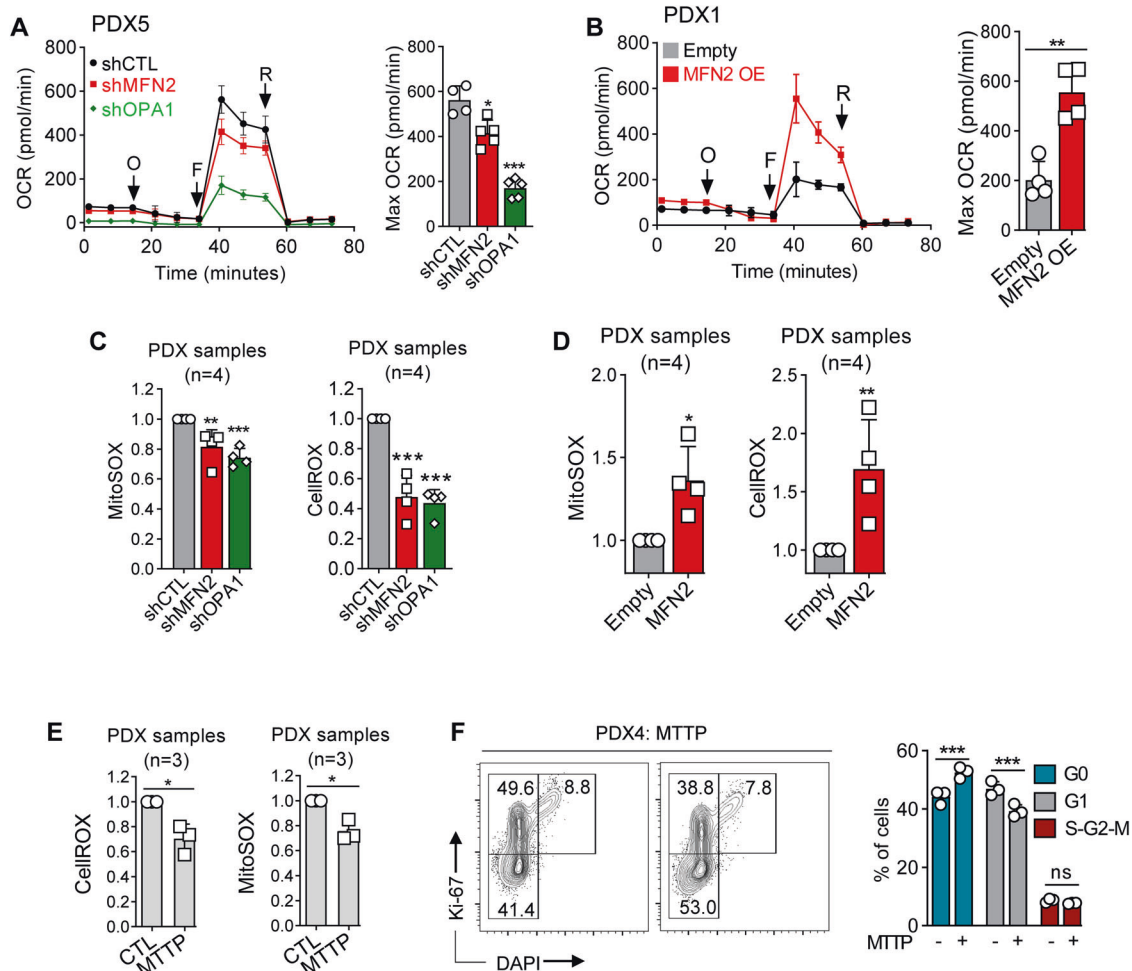 A
PDX5
shCTL
shMFN2
shOPA1
OCR (pmol/min)
800
600
400
200
0
O
F
R
0 20 40 60 80
Time (minutes)
Max OCR (pmol/min)
800
600
400
200
0
*
***
shCTL
shMFN2
shOPA1
B
PDX1
Empty
MFN2 OE
OCR (pmol/min)
800
600
400
200
0
O
F
R
0 20 40 60 80
Time (minutes)
Max OCR (pmol/min)
800
600
400
200
0
**
Empty
MFN2 OE
C
PDX samples
(n=4)
MitoSOX
1.2
1.0
0.8
0.6
0.4
0.2
0.0
**
***
shCTL
shMFN2
shOPA1
PDX samples
(n=4)
CellROX
1.2
1.0
0.8
0.6
0.4
0.2
0.0
***
***
shCTL
shMFN2
shOPA1
D
PDX samples
(n=4)
MitoSOX
2.0
1.5
1.0
*
Empty
MFN2
PDX samples
(n=4)
CellROX
2.5
2.0
1.5
1.0
**
Empty
MFN2
E
PDX samples
(n=3)
CellROX
1.2
1.0
0.8
0.6
0.4
0.2
0.0
*
CTL
MTTP
PDX samples
(n=3)
MitoSOX
1.2
1.0
0.8
0.6
0.4
0.2
0.0
*
CTL
MTTP
F
PDX4: MTTP
49.6
8.8
41.4
38.8
7.8
53.0
Ki-67
DAPI
% of cells
60
40
20
0
***
***
ns
G0
G1
S-G2-M
MTTP - + - + - +